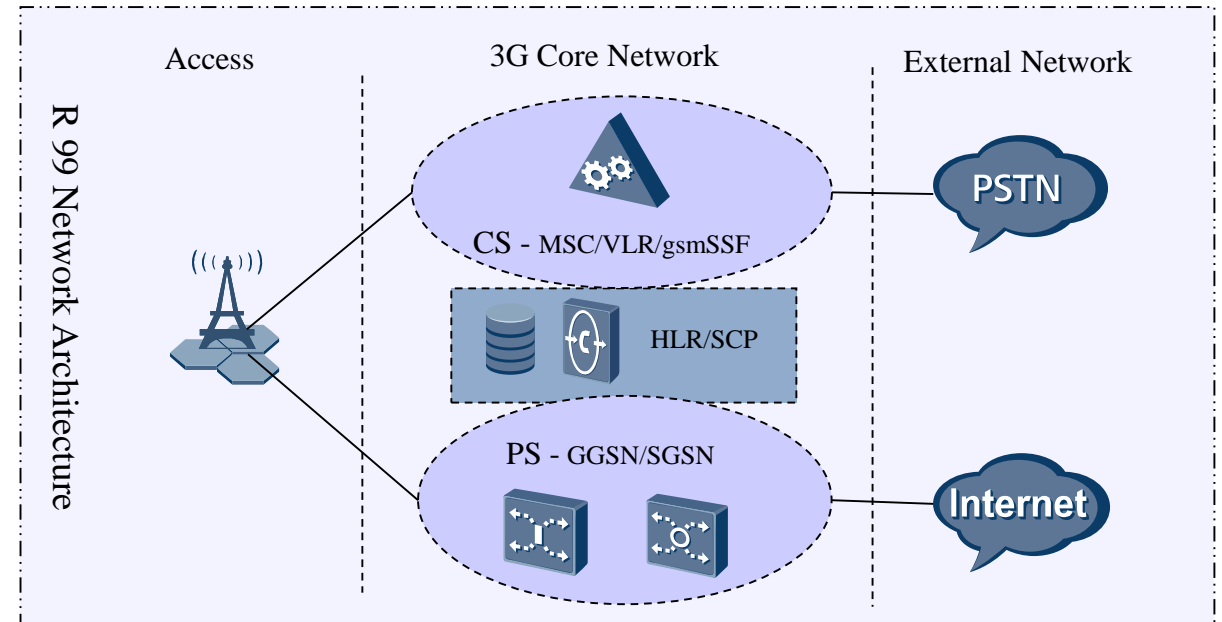 Access
3G Core Network
External Network
R 99 Network Architecture
PSTN
CS - MSC/VLR/gsmSSF
C
HLR/SCP
PS - GGSN/SGSN
Internet